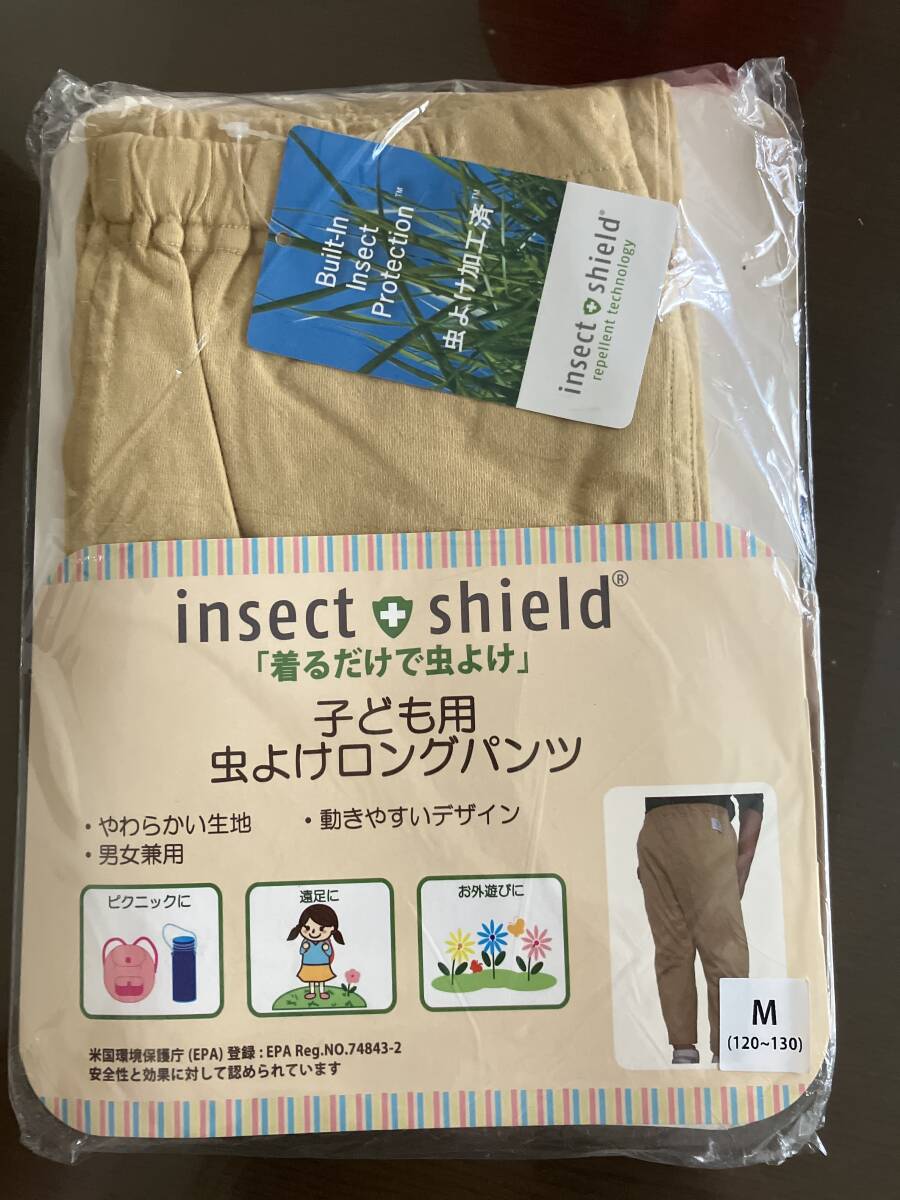 Built-In
Insect
Protection™
虫よけ加工済™
insect shield®
repellent technology
insect shield®
「着るだけで虫よけ」
子ども用
虫よけロングパンツ
・やわらかい生地 ・動きやすいデザイン
・男女兼用
ピクニックに
遠足に
お外遊びに
M
(120~130)
米国環境保護庁 (EPA) 登録 : EPA Reg.NO.74843-2
安全性と効果に対して認められています